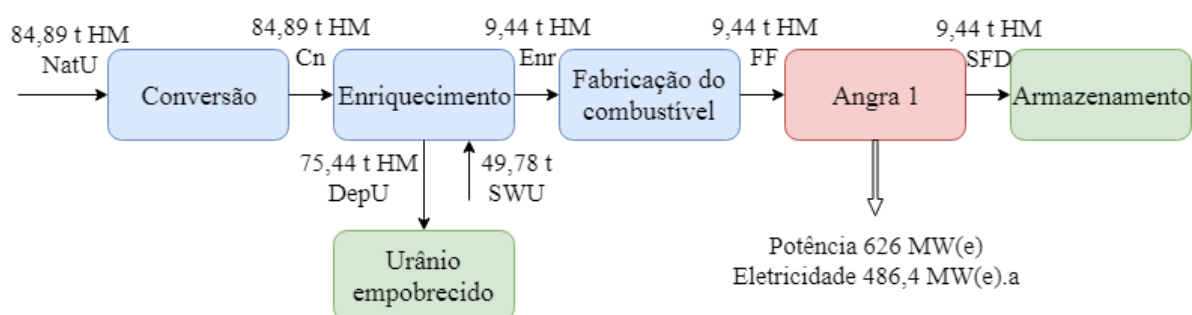 84,89 t HM
NatU
Conversão
84,89 t HM
Cn
Enriquecimento
9,44 t HM
Enr
Fabricação do
combustível
9,44 t HM
FF
Angra 1
9,44 t HM
SFD
Armazenamento
75,44 t HM
DepU
49,78 t
SWU
Urânio
empobrecido
Potência 626 MW(e)
Eletricidade 486,4 MW(e).a